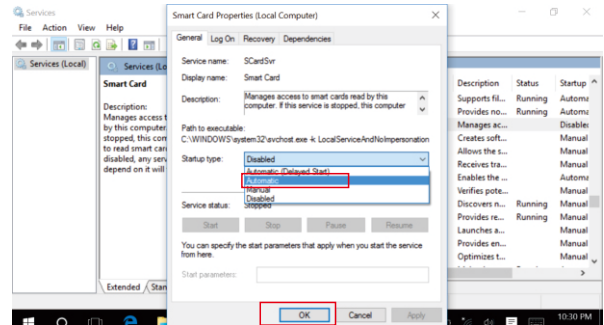 Services
File Action View Help
Services (Local)
Services (Lo
Smart Card
Description:
Manages access t
by this computer
stopped, this com
to read smart car
disabled, any serv
depend on it will
Extended Stan
Smart Card Properties (Local Computer)
General Log On Recovery Dependencies
Service name: SCardSvr
Display name: Smart Card
Description: Manages access to smart cards read by this
computer. If this service is stopped, this computer
Path to executable:
C:\WINDOWS\system32\svchost.exe -k LocalServiceAndNoImpersonation
Startup type: Disabled
Automatic (Delayed Start)
Automatic
Manual
Disabled
Service status: Stopped
Start Stop Pause Resume
You can specify the start parameters that apply when you start the service
from here.
Start parameters:
OK Cancel Apply
Description Status Startup
Supports fil... Running Automa
Provides no... Running Automa
Manages ac... Disable
Creates soft... Manual
Allows the s... Manual
Receives tra... Manual
Enables the ... Automa
Verifies pote... Manual
Discovers n... Running Manual
Provides re... Running Manual
Launches a... Manual
Provides en... Manual
Optimizes t... Manual
10:30 PM